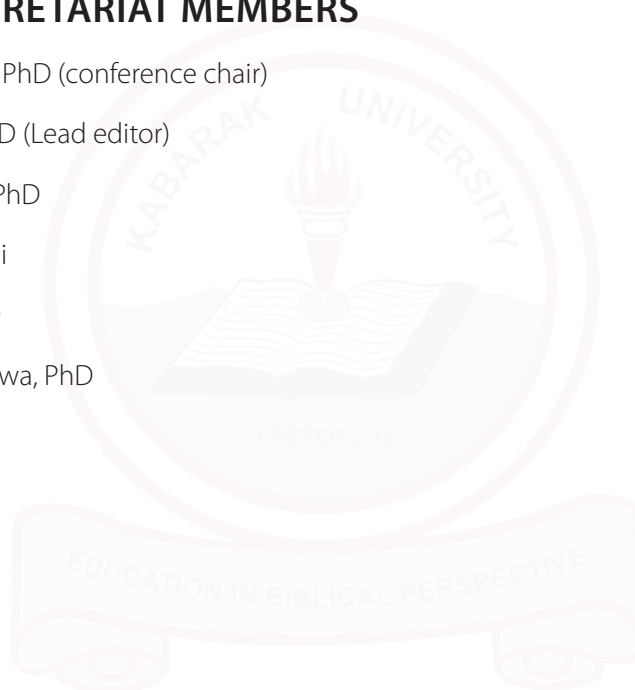 RETARIAT MEMBERS
PhD (conference chair)
D (Lead editor)
PhD
i
wa, PhD
KABARAK UNIVERSITY
2000
1 PETER 3:15
EDUCATION IN BIBLICAL PERSPECTIVE